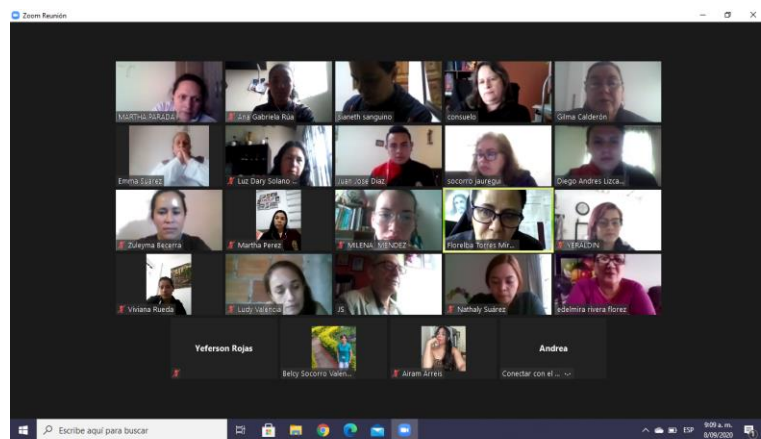 Zoom Reunión
MARTHA PARADA
Ana Gabriela Rúa
sianeth sanguino
consuelo
Gilma Calderón
Emma Suárez
Luz Dary Solano ...
Juan José Díaz
socorro jauregui
Diego Andres Lizca...
Zuleyma Becerra
Martha Perez
MILENA MENDEZ
Florelba Torres Mir...
YERALDIN
Viviana Rueda
Ludy Valencia
JS
Nathaly Suárez
edelmira rivera florez
Yeferson Rojas
Belcy Socorro Valen...
Airam Arreis
Andrea
Conectar con el ...
Escribe aquí para buscar
ESP
9:09 a. m.
8/09/2020